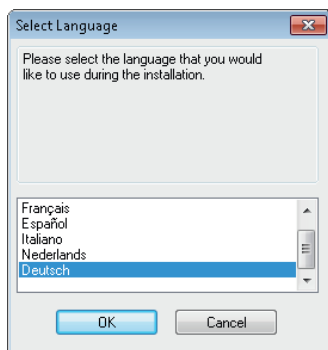 Select Language
Please select the language that you would
like to use during the installation.
Français
Español
Italiano
Nederlands
Deutsch
OK
Cancel